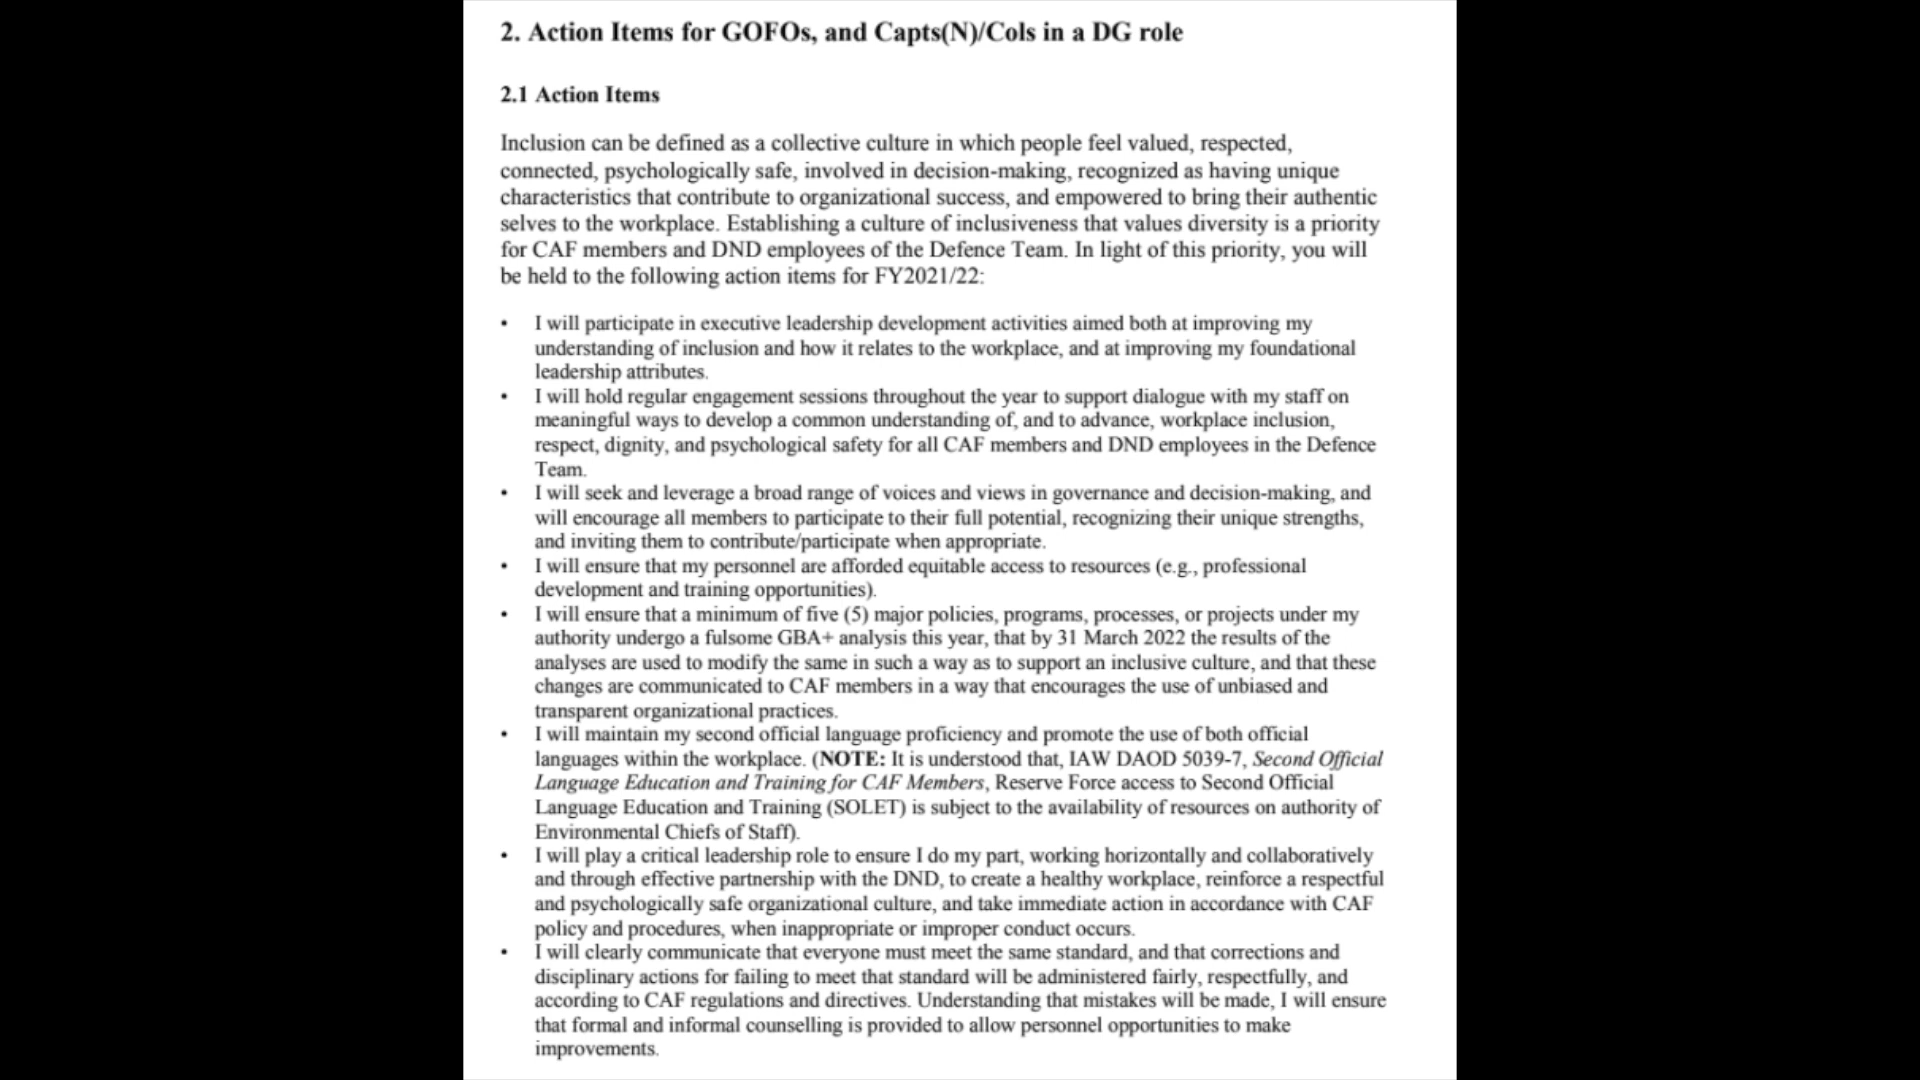 2. Action Items for GOFOs, and Capts(N)/Cols in a DG role
2.1 Action Items
Inclusion can be defined as a collective culture in which people feel valued, respected,
connected, psychologically safe, involved in decision-making, recognized as having unique
characteristics that contribute to organizational success, and empowered to bring their authentic
selves to the workplace. Establishing a culture of inclusiveness that values diversity is a priority
for CAF members and DND employees of the Defence Team. In light of this priority, you will
be held to the following action items for FY2021/22:
• I will participate in executive leadership development activities aimed both at improving my
understanding of inclusion and how it relates to the workplace, and at improving my foundational
leadership attributes.
• I will hold regular engagement sessions throughout the year to support dialogue with my staff on
meaningful ways to develop a common understanding of, and to advance, workplace inclusion,
respect, dignity, and psychological safety for all CAF members and DND employees in the Defence
Team.
• I will seek and leverage a broad range of voices and views in governance and decision-making, and
will encourage all members to participate to their full potential, recognizing their unique strengths,
and inviting them to contribute/participate when appropriate.
• I will ensure that my personnel are afforded equitable access to resources (e.g., professional
development and training opportunities).
• I will ensure that a minimum of five (5) major policies, programs, processes, or projects under my
authority undergo a fulsome GBA+ analysis this year, that by 31 March 2022 the results of the
analyses are used to modify the same in such a way as to support an inclusive culture, and that these
changes are communicated to CAF members in a way that encourages the use of unbiased and
transparent organizational practices.
• I will maintain my second official language proficiency and promote the use of both official
languages within the workplace. (NOTE: It is understood that, IAW DAOD 5039-7, Second Official
Language Education and Training for CAF Members, Reserve Force access to Second Official
Language Education and Training (SOLET) is subject to the availability of resources on authority of
Environmental Chiefs of Staff).
• I will play a critical leadership role to ensure I do my part, working horizontally and collaboratively
and through effective partnership with the DND, to create a healthy workplace, reinforce a respectful
and psychologically safe organizational culture, and take immediate action in accordance with CAF
policy and procedures, when inappropriate or improper conduct occurs.
• I will clearly communicate that everyone must meet the same standard, and that corrections and
disciplinary actions for failing to meet that standard will be administered fairly, respectfully, and
according to CAF regulations and directives. Understanding that mistakes will be made, I will ensure
that formal and informal counselling is provided to allow personnel opportunities to make
improvements.